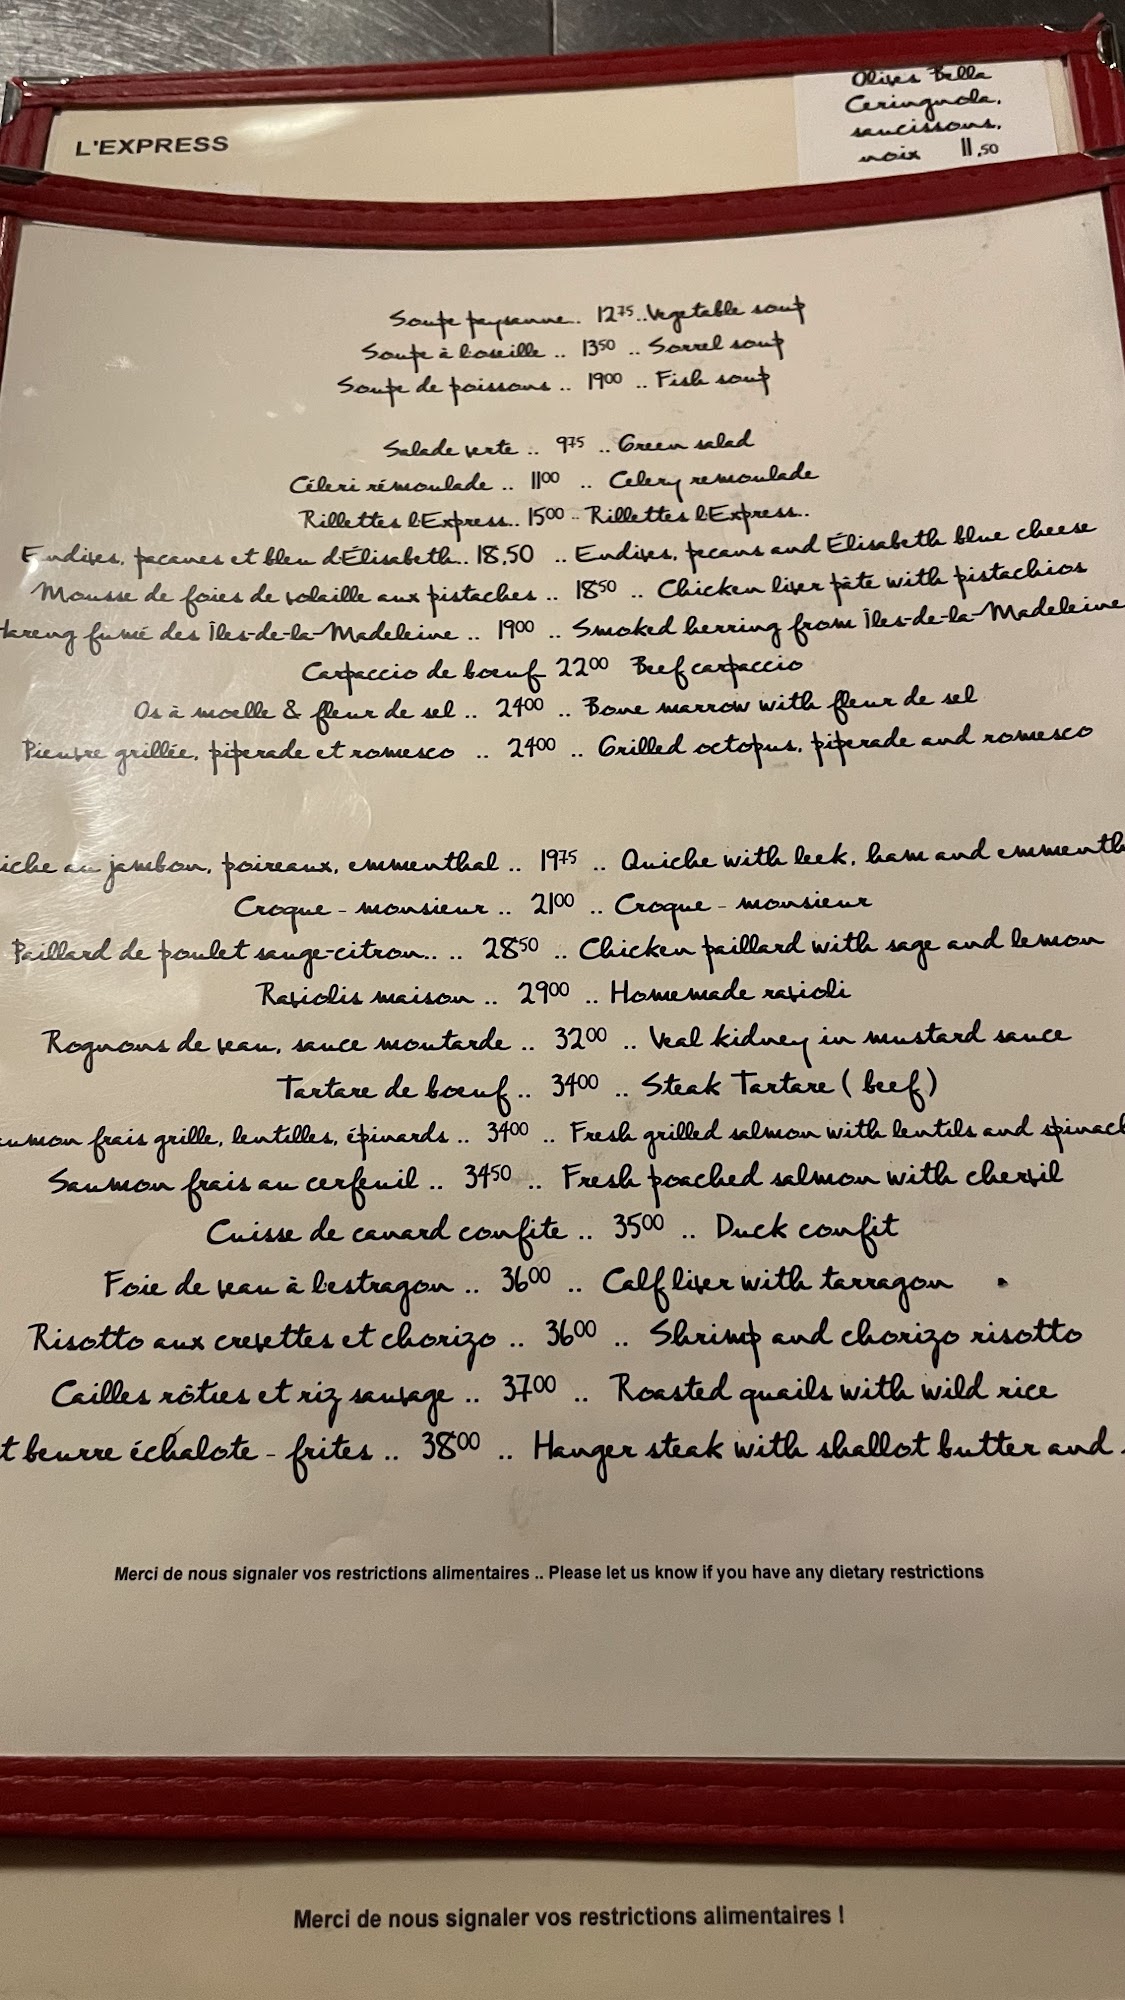 L'EXPRESS
Olives Bella
Ceringnola,
saucissons,
noix 11,50
Soupe paysanne.. 12 75 ..Vegetable soup
Soupe à l'oseille .. 13 50 .. Sorrel soup
Soupe de poissons .. 19 00 .. Fish soup
Salade verte .. 9 75 .. Green salad
Céleri rémoulade .. 11 00 .. Celery remoulade
Rillettes l'Express.. 15 00 .. Rillettes l'Express..
Endives, pacanes et bleu d'Élisabeth.. 18,50 .. Endives, pecans and Élisabeth blue cheese
Mousse de foies de volaille aux pistaches .. 18 50 .. Chicken liver pâté with pistachios
Hareng fumé des Îles-de-la-Madeleine .. 19 00 .. Smoked herring from Îles-de-la-Madeleine
Carpaccio de bœuf 22 00 Beef carpaccio
Os à moelle & fleur de sel .. 24 00 .. Bone marrow with fleur de sel
Pieuvre grillée, piperade et romesco .. 24 00 .. Grilled octopus, piperade and romesco
iche au jambon, poireaux, emmenthal .. 19 75 .. Quiche with leek, ham and emmenth
Croque - monsieur .. 21 00 .. Croque - monsieur
Paillard de poulet sauge-citron.. .. 28 50 .. Chicken paillard with sage and lemon
Raviolis maison .. 29 00 .. Homemade ravioli
Rognons de veau, sauce moutarde .. 32 00 .. Veal kidney in mustard sauce
Tartare de bœuf .. 34 00 .. Steak Tartare ( beef )
aumon frais grille, lentilles, épinards .. 34 00 .. Fresh grilled salmon with lentils and spinach
Saumon frais au cerfeuil .. 34 50 .. Fresh poached salmon with chervil
Cuisse de canard confite .. 35 00 .. Duck confit
Foie de veau à l'estragon .. 36 00 .. Calf liver with tarragon
Risotto aux crevettes et chorizo .. 36 00 .. Shrimp and chorizo risotto
Cailles rôties et riz sauvage .. 37 00 .. Roasted quails with wild rice
t beurre échalote - frites .. 38 00 .. Hanger steak with shallot butter and
Merci de nous signaler vos restrictions alimentaires .. Please let us know if you have any dietary restrictions
Merci de nous signaler vos restrictions alimentaires !